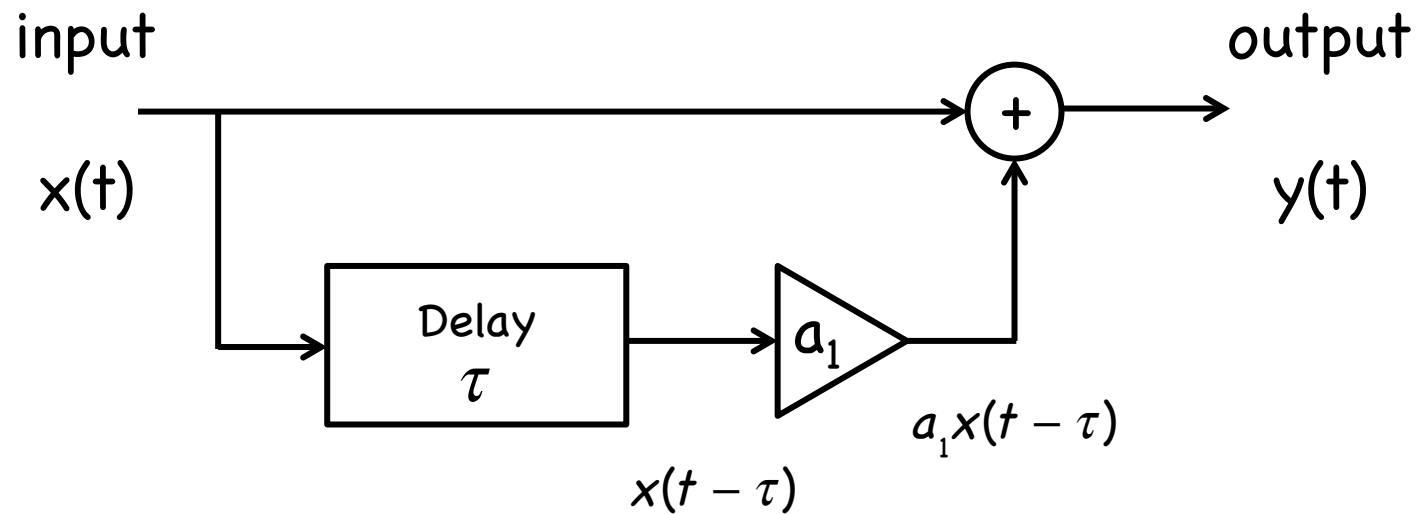 input
output
+
x(t)
y(t)
Delay
τ
a₁
a₁x(t − τ)
x(t − τ)